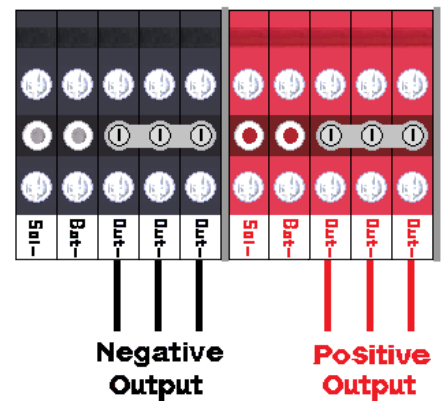 Sol-
Bat-
Out-
Out-
Out-
Sol-
Bat-
Out-
Out-
Out-
Negative
Output
Positive
Output